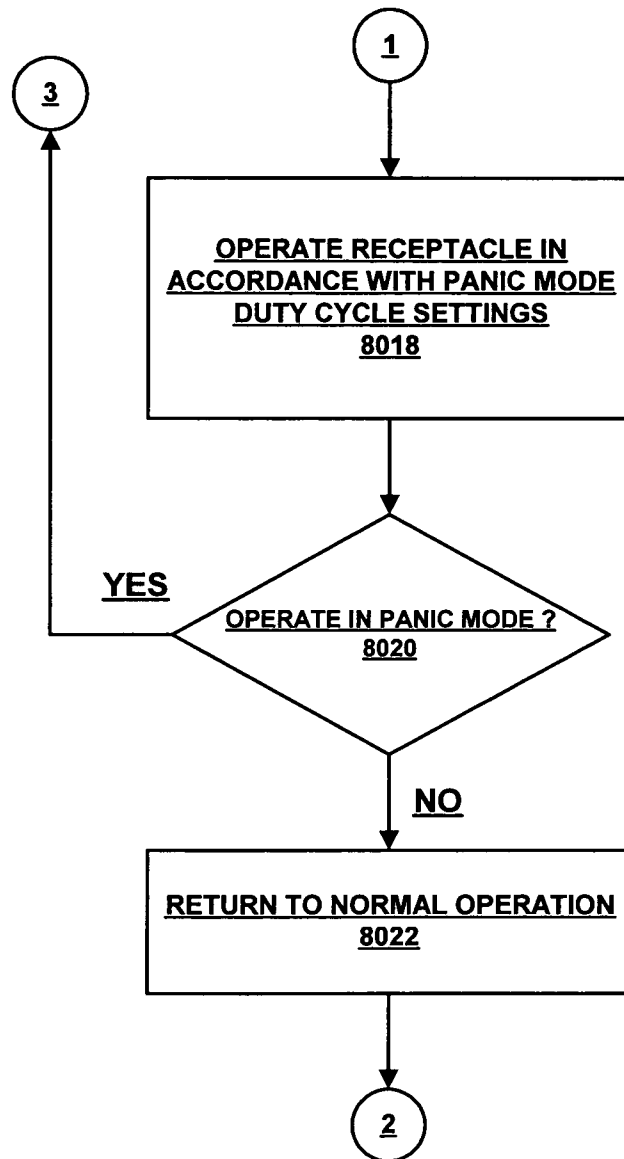 1
3
OPERATE RECEPTACLE IN
ACCORDANCE WITH PANIC MODE
DUTY CYCLE SETTINGS
8018
YES
OPERATE IN PANIC MODE ?
8020
NO
RETURN TO NORMAL OPERATION
8022
2